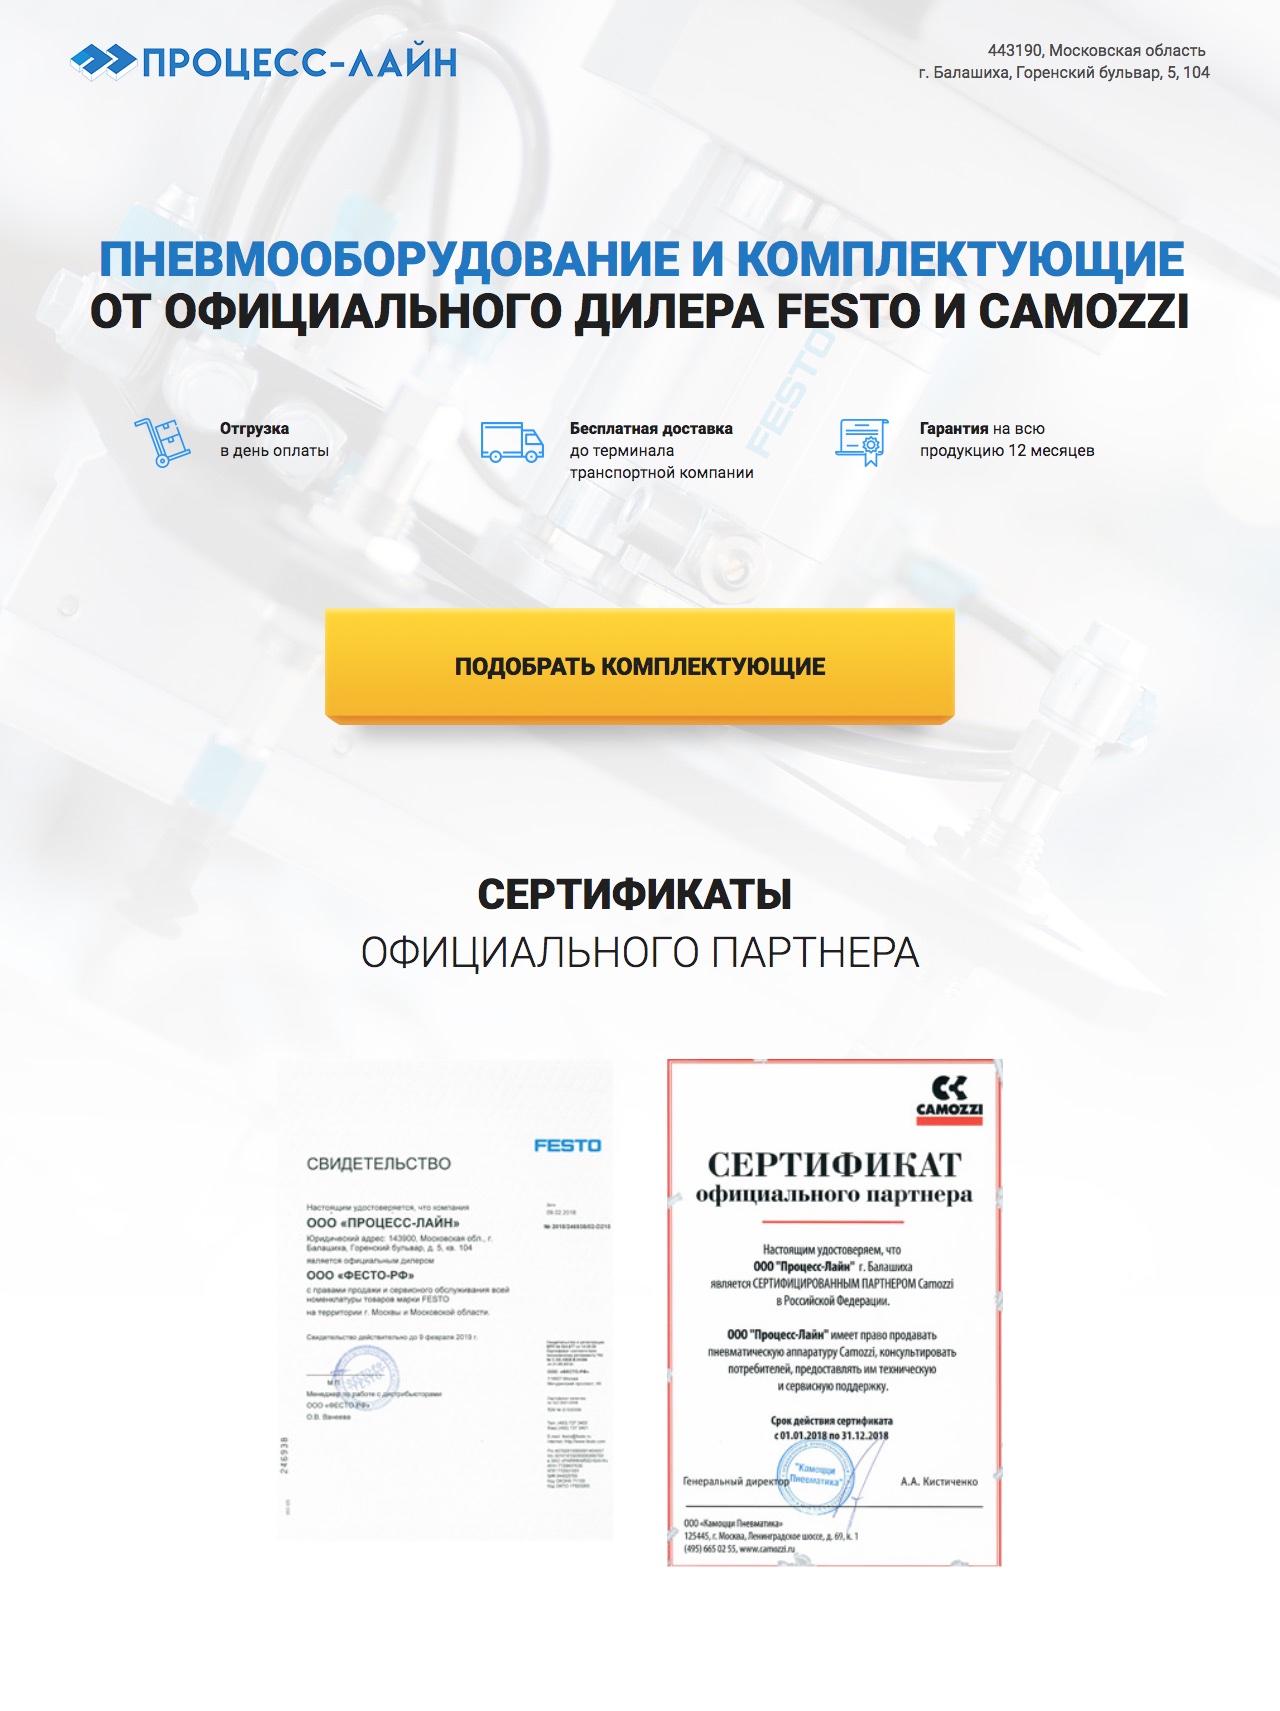 ПРОЦЕСС-ЛАЙН
443190, Московская область
г. Балашиха, Горенский бульвар, 5, 104
ПНЕВМООБОРУДОВАНИЕ И КОМПЛЕКТУЮЩИЕ
ОТ ОФИЦИАЛЬНОГО ДИЛЕРА FESTO И CAMOZZI
FESTO
Отгрузка
в день оплаты
Бесплатная доставка
до терминала
транспортной компании
Гарантия на всю
продукцию 12 месяцев
ПОДОБРАТЬ КОМПЛЕКТУЮЩИЕ
СЕРТИФИКАТЫ
ОФИЦИАЛЬНОГО ПАРТНЕРА
FESTO
СВИДЕТЕЛЬСТВО
Настоящим удостоверяется, что компания
ООО «ПРОЦЕСС-ЛАЙН»
Юридический адрес: 143900, Московская обл., г.
Балашиха, Горенский бульвар, д. 5, кв. 104
является официальным дилером
ООО «ФЕСТО-РФ»
с правами продажи и сервисного обслуживания всей
номенклатуры товаров марки FESTO
на территории г. Москвы и Московской области.
Свидетельство действительно до 9 февраля 2019 г.
М.П.
Менеджер по работе с дистрибьюторами
ООО «ФЕСТО-РФ»
О.В. Ванеева
246938
09.02.2018
CAMOZZI
СЕРТИФИКАТ
официального партнера
Настоящим удостоверяем, что
ООО "Процесс-Лайн" г. Балашиха
является СЕРТИФИЦИРОВАННЫМ ПАРТНЕРОМ Camozzi
в Российской Федерации.
ООО "Процесс-Лайн" имеет право продавать
пневматическую аппаратуру Camozzi, консультировать
потребителей, предоставлять им техническую
и сервисную поддержку.
Срок действия сертификата
с 01.01.2018 по 31.12.2018
"Камоцци
Пневматика"
Генеральный директор
А.А. Кистиченко
ООО «Камоцци Пневматика»
125445, г. Москва, Ленинградское шоссе, д. 69, к. 1
(495) 665 02 55, www.camozzi.ru